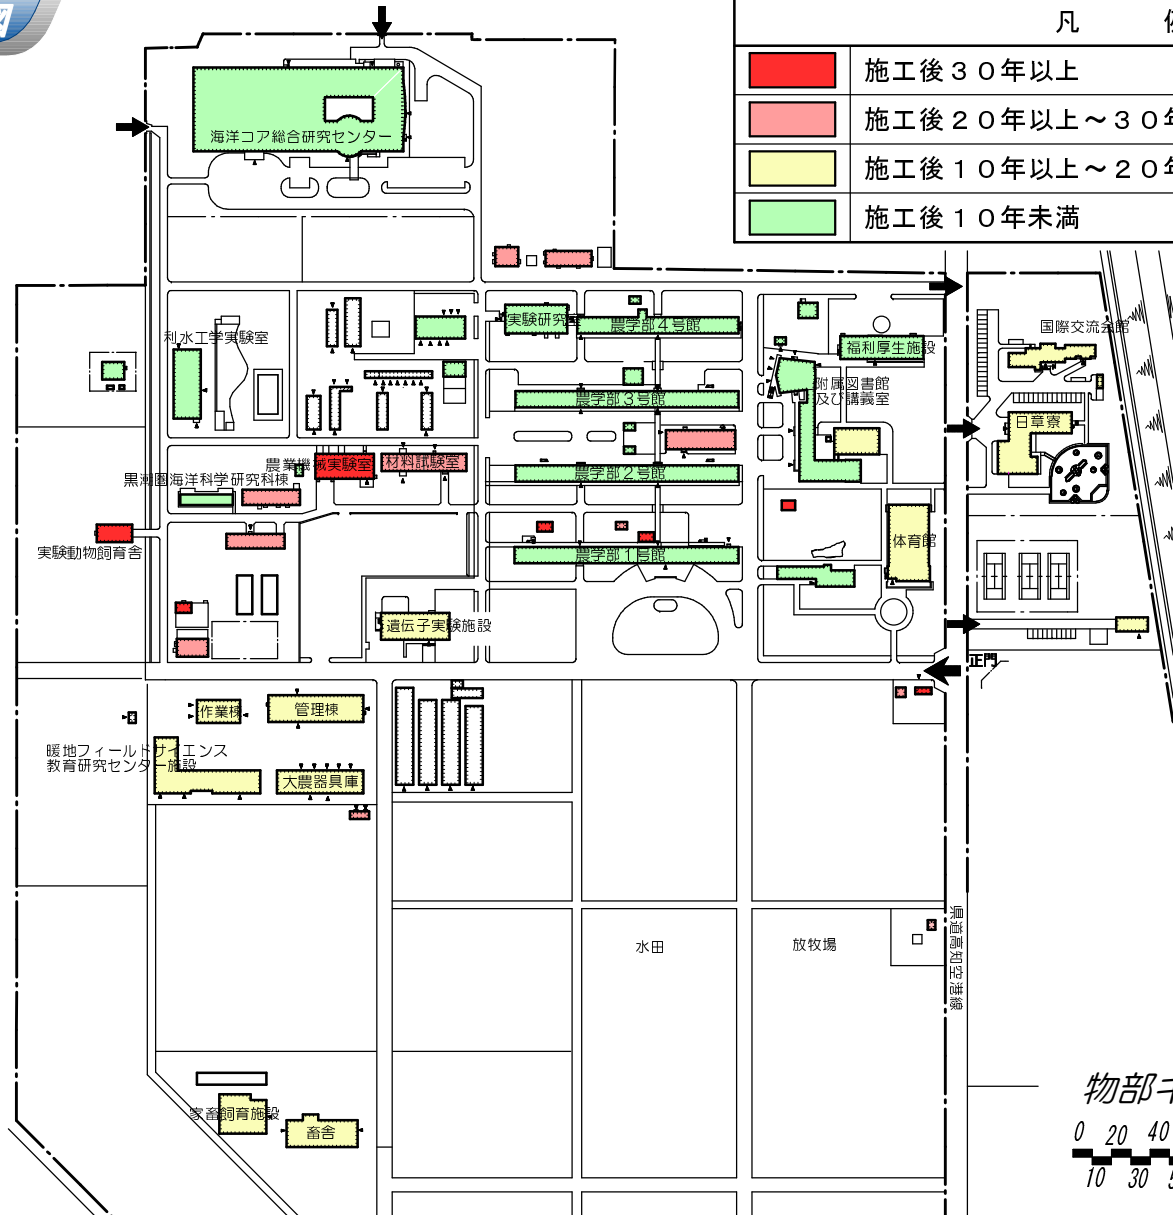 凡
施工後３０年以上
施工後２０年以上～３０年
施工後１０年以上～２０年
施工後１０年未満
海洋コア総合研究センター
利水工学実験室
実験研究
農学部４号館
福利厚生施設
国際交流会館
附属図書館
及び講義室
農学部３号館
日章寮
農業機械実験室
材料試験室
農学部２号館
黒潮圏海洋科学研究科棟
実験動物飼育舎
農学部１号館
体育館
遺伝子実験施設
正門
作業棟
管理棟
暖地フィールドサイエンス
教育研究センター施設
大農器具庫
水田
放牧場
県道高知空港線
家畜飼育施設
畜舎
物部キ
0 20 40
10 30